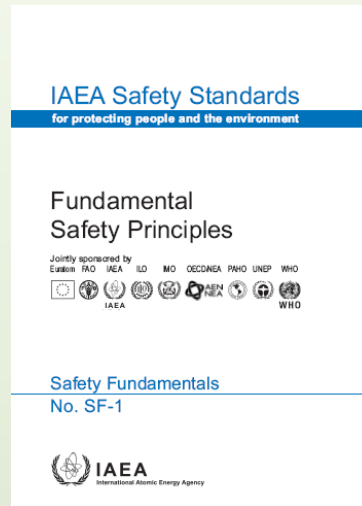 IAEA Safety Standards
for protecting people and the environment
Fundamental
Safety Principles
Jointly sponsored by
Euratom FAO IAEA ILO IMO OECD/NEA PAHO UNEP WHO
IAEA
AEN
NEA
WHO
Safety Fundamentals
No. SF-1
IAEA
International Atomic Energy Agency